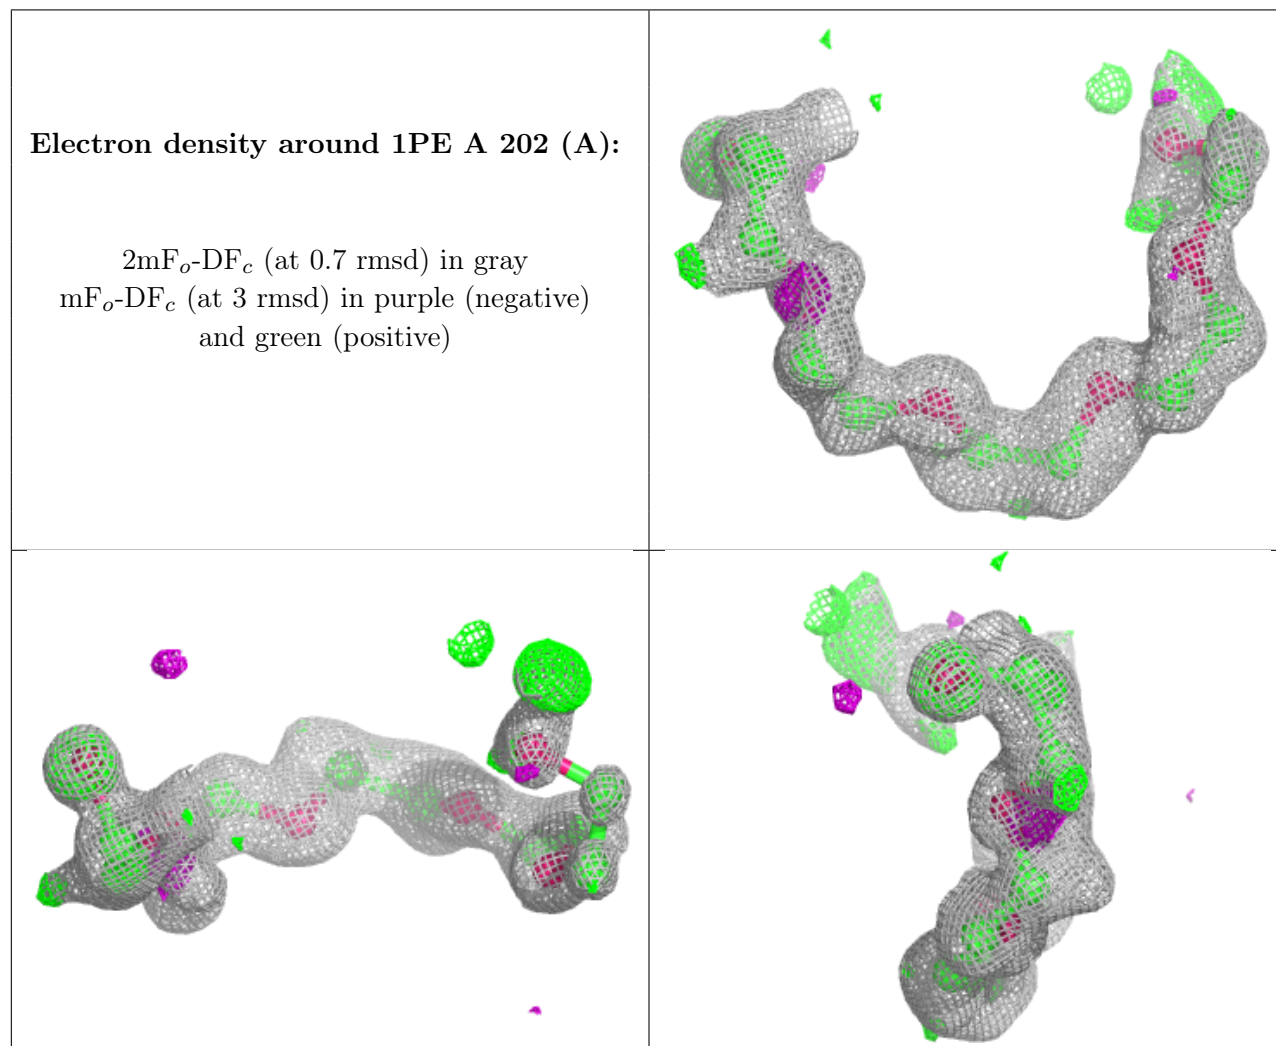 Electron density around 1PE A 202 (A):
2mFₒ-DF𝒸 (at 0.7 rmsd) in gray
mFₒ-DF𝒸 (at 3 rmsd) in purple (negative)
and green (positive)